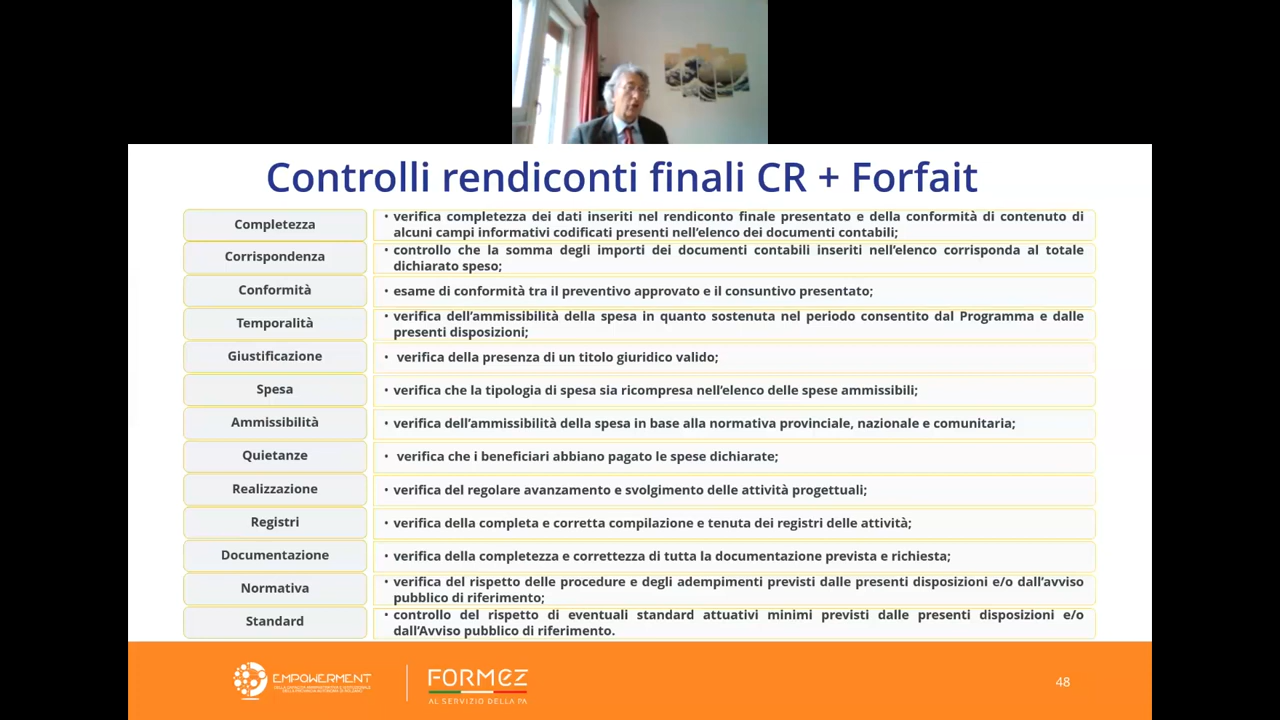 Controlli rendiconti finali CR + Forfait
Completezza
• verifica completezza dei dati inseriti nel rendiconto finale presentato e della conformità di contenuto di
alcuni campi informativi codificati presenti nell'elenco dei documenti contabili;
Corrispondenza
• controllo che la somma degli importi dei documenti contabili inseriti nell'elenco corrisponda al totale
dichiarato speso;
Conformità
• esame di conformità tra il preventivo approvato e il consuntivo presentato;
Temporalità
• verifica dell'ammissibilità della spesa in quanto sostenuta nel periodo consentito dal Programma e dalle
presenti disposizioni;
Giustificazione
• verifica della presenza di un titolo giuridico valido;
Spesa
• verifica che la tipologia di spesa sia ricompresa nell'elenco delle spese ammissibili;
Ammissibilità
• verifica dell'ammissibilità della spesa in base alla normativa provinciale, nazionale e comunitaria;
Quietanze
• verifica che i beneficiari abbiano pagato le spese dichiarate;
Realizzazione
• verifica del regolare avanzamento e svolgimento delle attività progettuali;
Registri
• verifica della completa e corretta compilazione e tenuta dei registri delle attività;
Documentazione
• verifica della completezza e correttezza di tutta la documentazione prevista e richiesta;
Normativa
• verifica del rispetto delle procedure e degli adempimenti previsti dalle presenti disposizioni e/o dall'avviso
pubblico di riferimento;
Standard
• controllo del rispetto di eventuali standard attuativi minimi previsti dalle presenti disposizioni e/o
dall'Avviso pubblico di riferimento.
EMPOWERMENT
FORMEZ
AL SERVIZIO DELLA PA
48